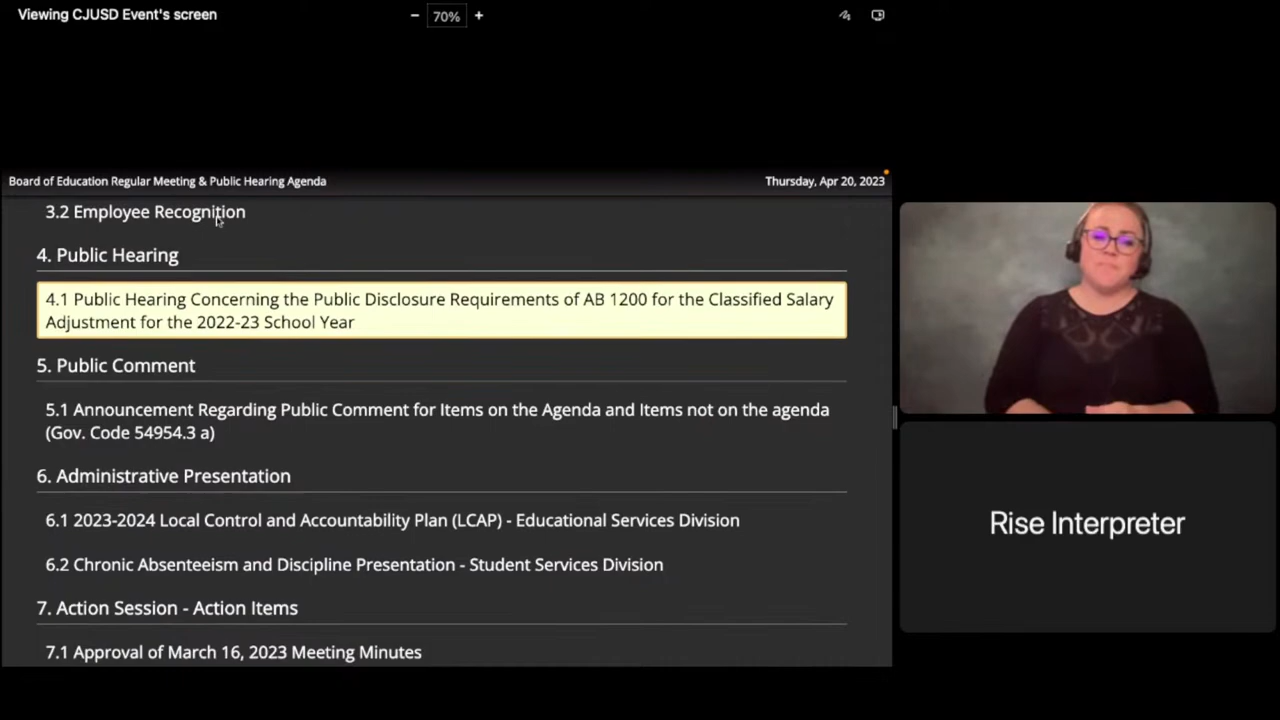 Viewing CJUSD Event's screen
− 70% +
Board of Education Regular Meeting & Public Hearing Agenda
Thursday, Apr 20, 2023
3.2 Employee Recognition
4. Public Hearing
4.1 Public Hearing Concerning the Public Disclosure Requirements of AB 1200 for the Classified Salary
Adjustment for the 2022-23 School Year
5. Public Comment
5.1 Announcement Regarding Public Comment for Items on the Agenda and Items not on the agenda
(Gov. Code 54954.3 a)
6. Administrative Presentation
6.1 2023-2024 Local Control and Accountability Plan (LCAP) - Educational Services Division
6.2 Chronic Absenteeism and Discipline Presentation - Student Services Division
7. Action Session - Action Items
7.1 Approval of March 16, 2023 Meeting Minutes
Rise Interpreter